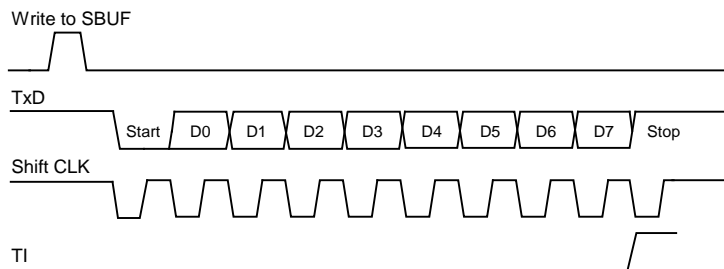 Write to SBUF
TxD
Start D0 D1 D2 D3 D4 D5 D6 D7 Stop
Shift CLK
TI